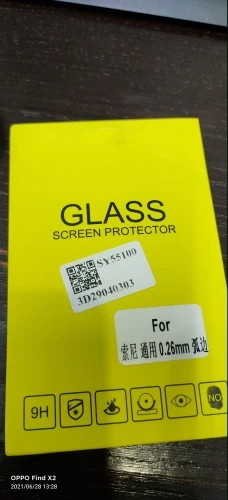 GLASS
SCREEN PROTECTOR
SY55100
3D29040303
For
索尼 通用 0.26mm 弧边
9H
NO
OPPO Find X2
2021/06/28 13:28